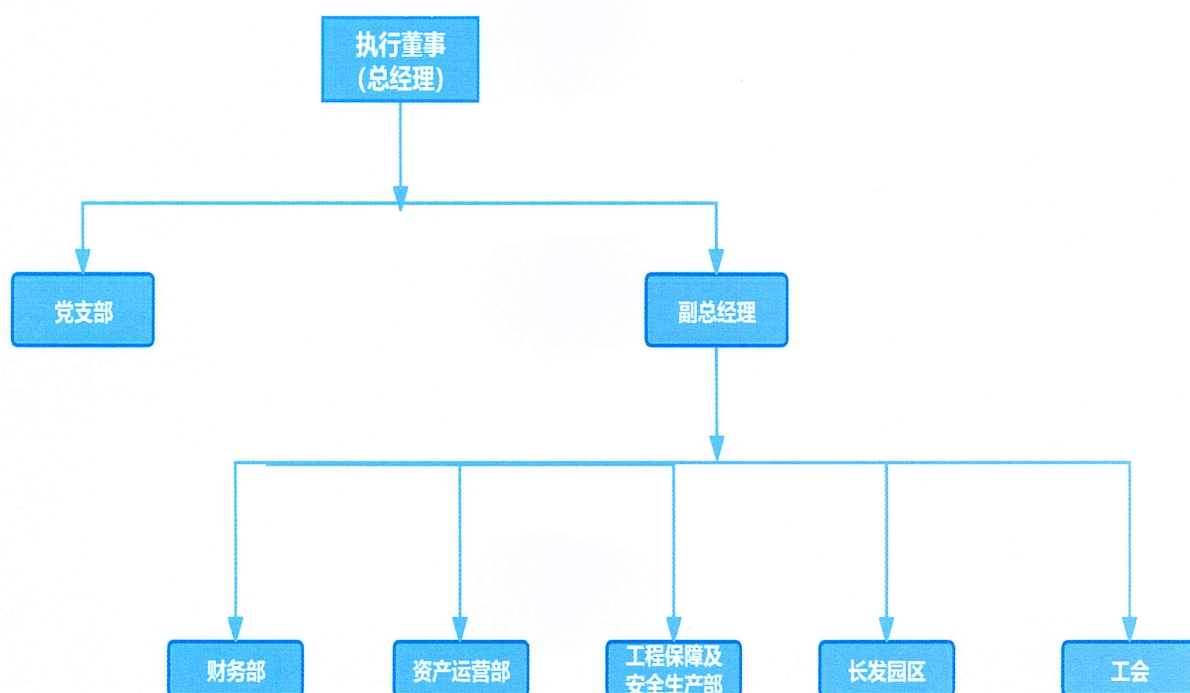 执行董事
(总经理)
党支部
副总经理
财务部
资产运营部
工程保障及
安全生产部
长发园区
工会